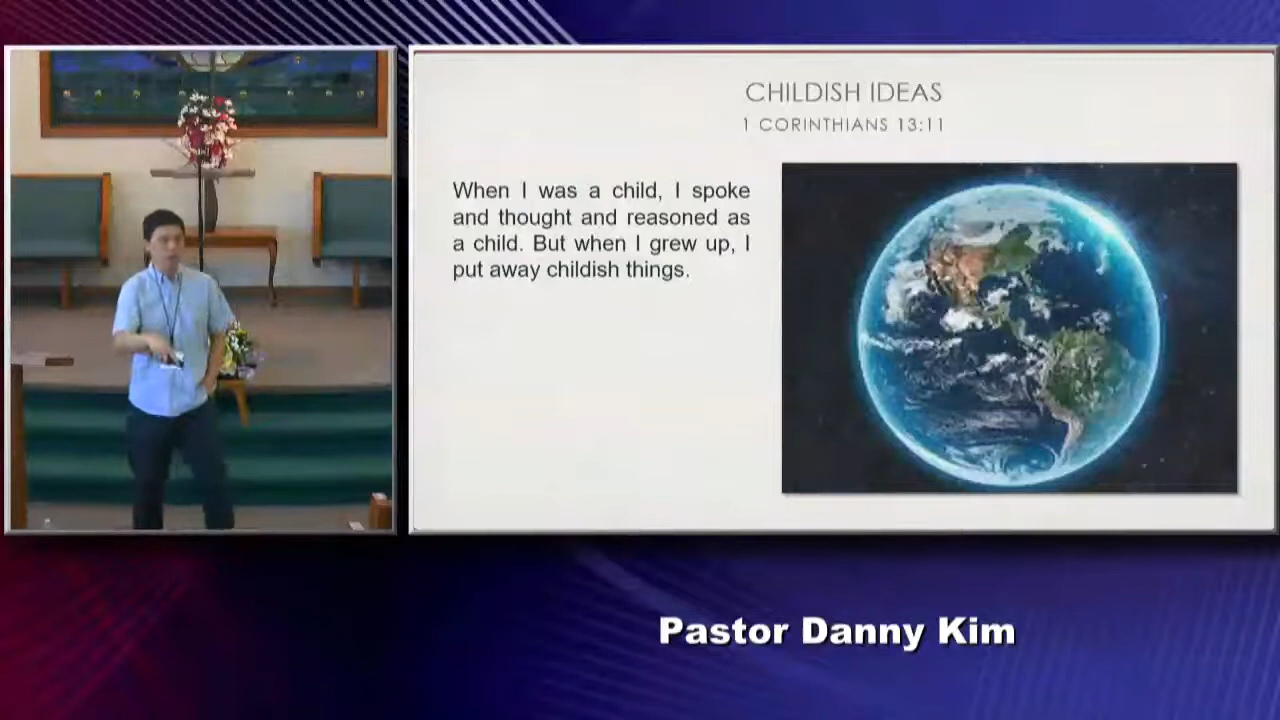 CHILDISH IDEAS
1 CORINTHIANS 13:11
When I was a child, I spoke
and thought and reasoned as
a child. But when I grew up, I
put away childish things.
Pastor Danny Kim